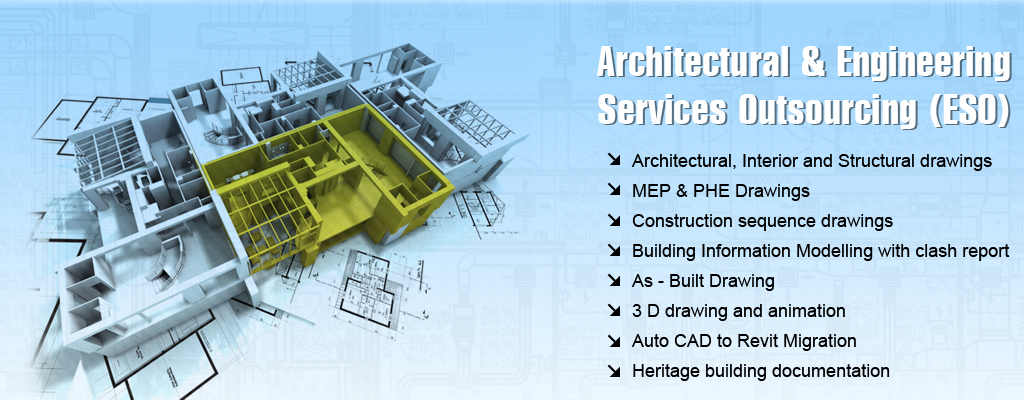 Architectural & Engineering
Services Outsourcing (ESO)
Architectural, Interior and Structural drawings
MEP & PHE Drawings
Construction sequence drawings
Building Information Modelling with clash report
As - Built Drawing
3 D drawing and animation
Auto CAD to Revit Migration
Heritage building documentation